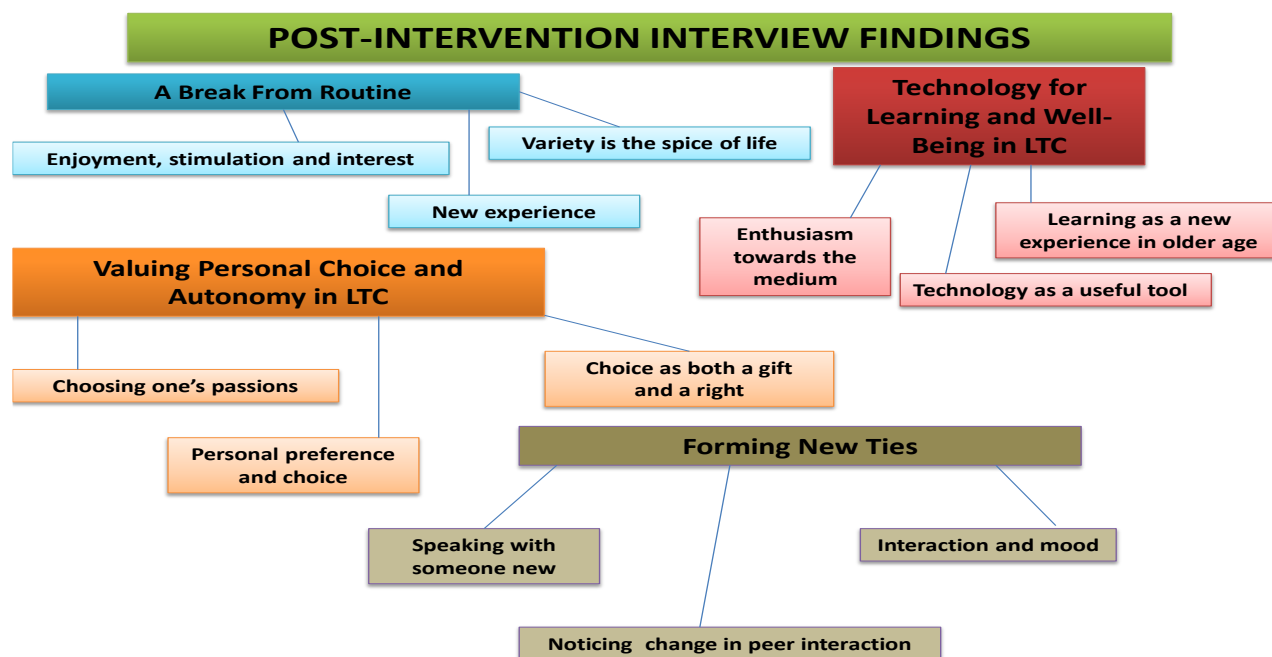 POST-INTERVENTION INTERVIEW FINDINGS
A Break From Routine
Enjoyment, stimulation and interest
Variety is the spice of life
New experience
Technology for
Learning and Well-
Being in LTC
Enthusiasm
towards the
medium
Learning as a new
experience in older age
Technology as a useful tool
Valuing Personal Choice and
Autonomy in LTC
Choosing one’s passions
Personal preference
and choice
Choice as both a gift
and a right
Forming New Ties
Speaking with
someone new
Interaction and mood
Noticing change in peer interaction